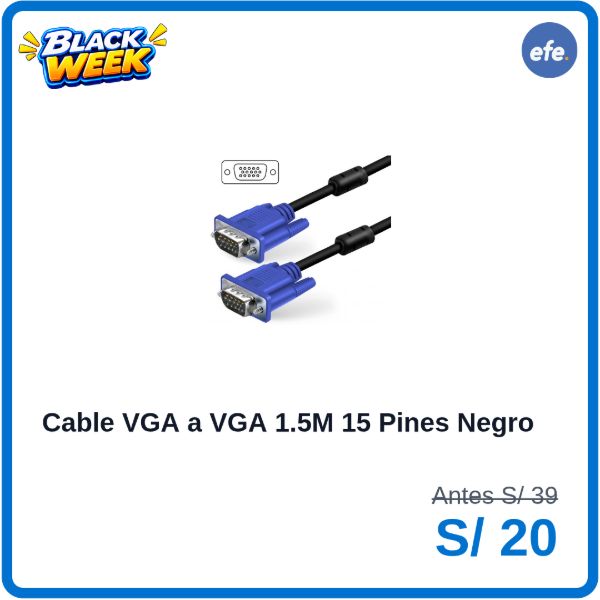 BLACK
WEEK
efe.
Cable VGA a VGA 1.5M 15 Pines Negro
Antes S/ 39
S/ 20